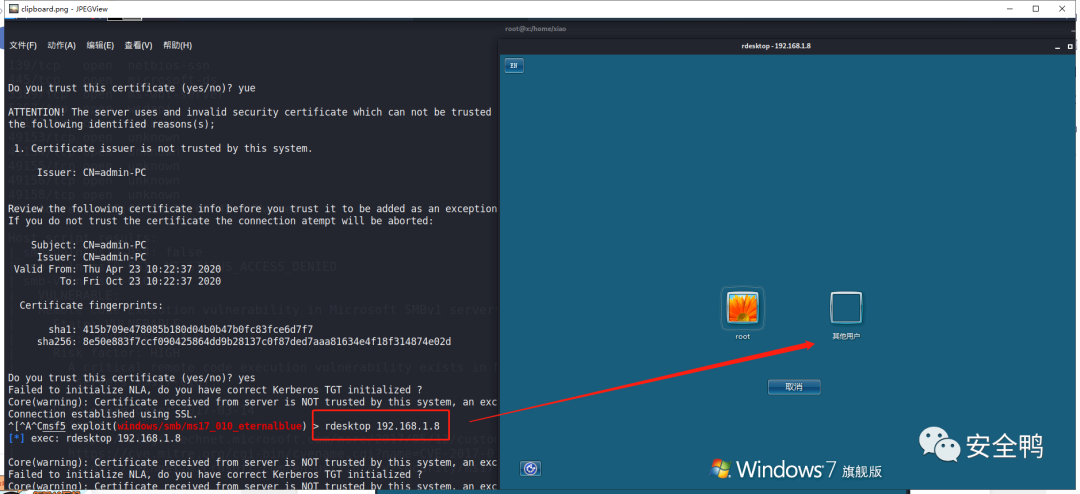 clipboard.png - JPEGView
root@x:/home/xiao
文件(F) 动作(A) 编辑(E) 查看(V) 帮助(H)
rdesktop - 192.168.1.8
Do you trust this certificate (yes/no)? yue
ATTENTION! The server uses and invalid security certificate which can not be trusted
the following identified reasons(s);
1. Certificate issuer is not trusted by this system.
Issuer: CN=admin-PC
Review the following certificate info before you trust it to be added as an exception
If you do not trust the certificate the connection atempt will be aborted:
Subject: CN=admin-PC
Issuer: CN=admin-PC
Valid From: Thu Apr 23 10:22:37 2020
To: Fri Oct 23 10:22:37 2020
Certificate fingerprints:
sha1: 415b709e478085b180d04b0b47b0fc83fce6d7f7
sha256: 8e50e883f7ccf090425864dd9b28137c0f87ded7aaa81634e4f18f314874e02d
Do you trust this certificate (yes/no)? yes
Failed to initialize NLA, do you have correct Kerberos TGT initialized ?
Core(warning): Certificate received from server is NOT trusted by this system, an exc
Connection established using SSL.
^[^A^Cmsf5 exploit(windows/smb/ms17_010_eternalblue) > rdesktop 192.168.1.8
[*] exec: rdesktop 192.168.1.8
Core(warning): Certificate received from server is NOT trusted by this system, an exc
Failed to initialize NLA, do you have correct Kerberos TGT initialized ?
Core(warning): Certificate received from server is NOT trusted by this system, an exc
root
其他用户
取消
Windows 7 旗舰版
安全鸭